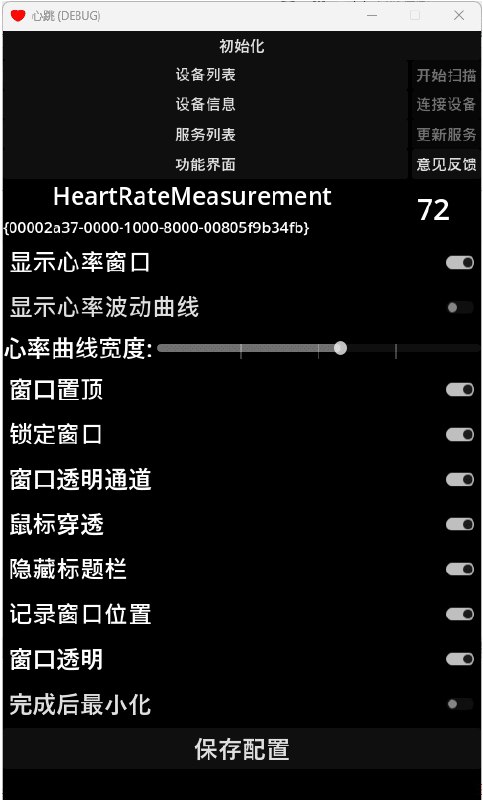 心跳 (DEBUG)
初始化
设备列表 开始扫描
设备信息 连接设备
服务列表 更新服务
功能界面 意见反馈
HeartRateMeasurement 72
{00002a37-0000-1000-8000-00805f9b34fb}
显示心率窗口
显示心率波动曲线
心率曲线宽度:
窗口置顶
锁定窗口
窗口透明通道
鼠标穿透
隐藏标题栏
记录窗口位置
窗口透明
完成后最小化
保存配置